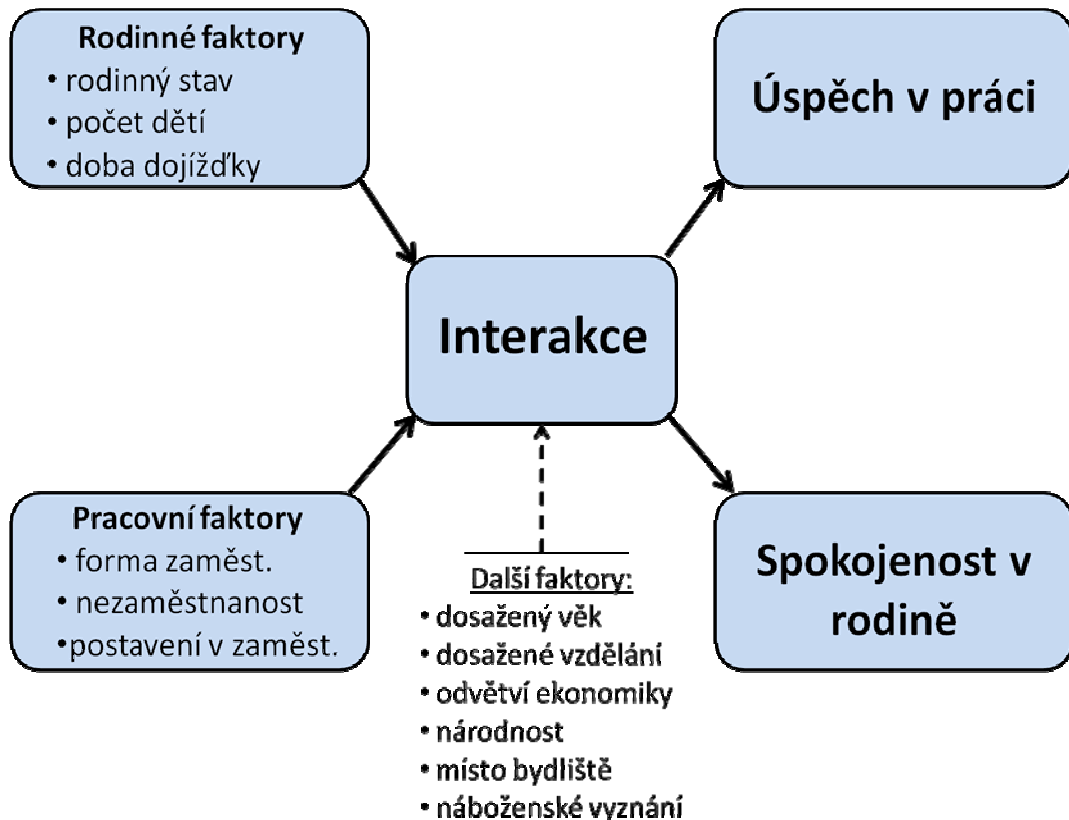 Rodinné faktory
• rodinný stav
• počet dětí
• doba dojížďky
Úspěch v práci
Interakce
Pracovní faktory
• forma zaměst.
• nezaměstnanost
•postavení v zaměst.
Další faktory:
• dosažený věk
• dosažené vzdělání
• odvětví ekonomiky
• národnost
• místo bydliště
• náboženské vyznání
Spokojenost v
rodině